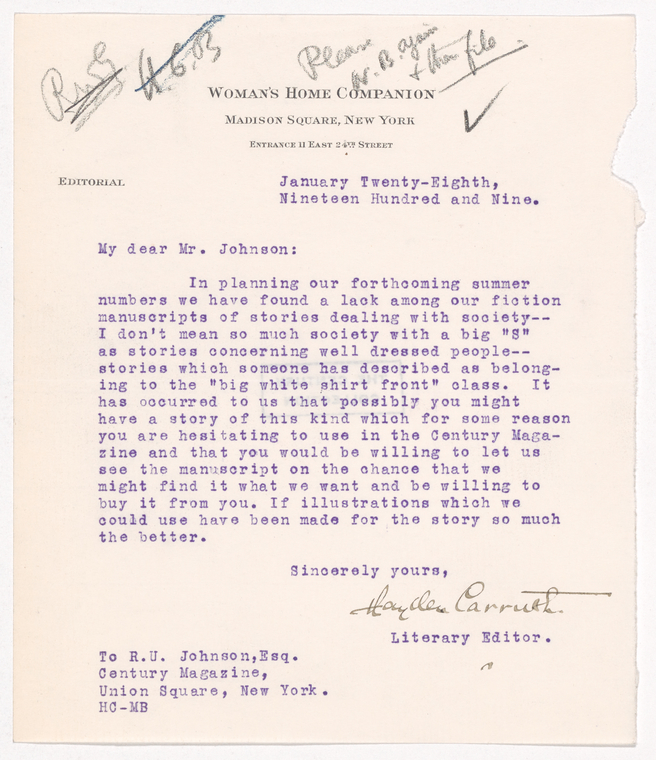 Please
W. B. again
+ then file
WOMAN'S HOME COMPANION
MADISON SQUARE, NEW YORK
ENTRANCE 11 EAST 24TH STREET
EDITORIAL
January Twenty-Eighth,
Nineteen Hundred and Nine.
My dear Mr. Johnson:
In planning our forthcoming summer
numbers we have found a lack among our fiction
manuscripts of stories dealing with society--
I don't mean so much society with a big "S"
as stories concerning well dressed people--
stories which someone has described as belong-
ing to the "big white shirt front" class. It
has occurred to us that possibly you might
have a story of this kind which for some reason
you are hesitating to use in the Century Maga-
zine and that you would be willing to let us
see the manuscript on the chance that we
might find it what we want and be willing to
buy it from you. If illustrations which we
could use have been made for the story so much
the better.
Sincerely yours,
Hayden Carruth.
Literary Editor.
To R.U. Johnson,Esq.
Century Magazine,
Union Square, New York.
HC-MB